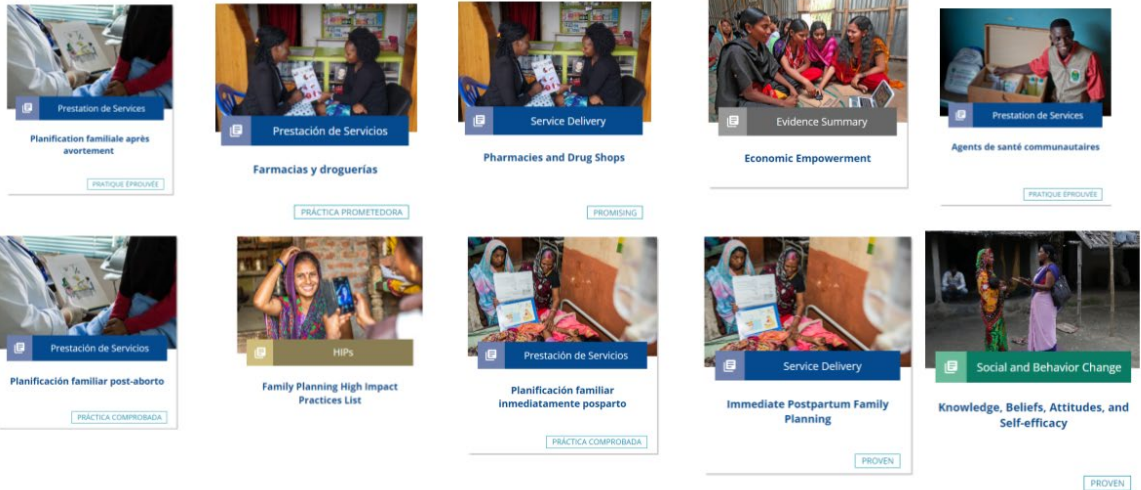 Prestation de Services
Planification familiale après
avortement
PRATIQUE ÉPROUVÉE
Prestación de Servicios
Farmacias y droguerías
PRÁCTICA PROMETEDORA
Service Delivery
Pharmacies and Drug Shops
PROMISING
Evidence Summary
Economic Empowerment
Prestation de Services
Agents de santé communautaires
PRATIQUE ÉPROUVÉE
Prestación de Servicios
Planificación familiar post-aborto
PRÁCTICA COMPROBADA
HIPs
Family Planning High Impact
Practices List
Prestación de Servicios
Planificación familiar
inmediatamente posparto
PRÁCTICA COMPROBADA
Service Delivery
Immediate Postpartum Family
Planning
PROVEN
Social and Behavior Change
Knowledge, Beliefs, Attitudes, and
Self-efficacy
PROVEN